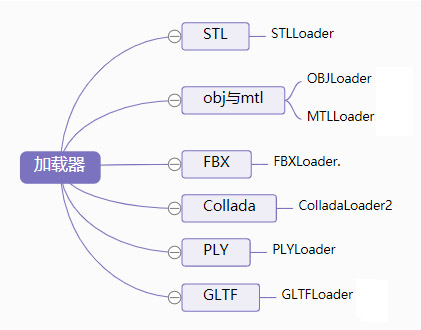 STL
STLLoader
obj与mtl
OBJLoader
MTLLoader
加载器
FBX
FBXLoader.
Collada
ColladaLoader2
PLY
PLYLoader
GLTF
GLTFLoader